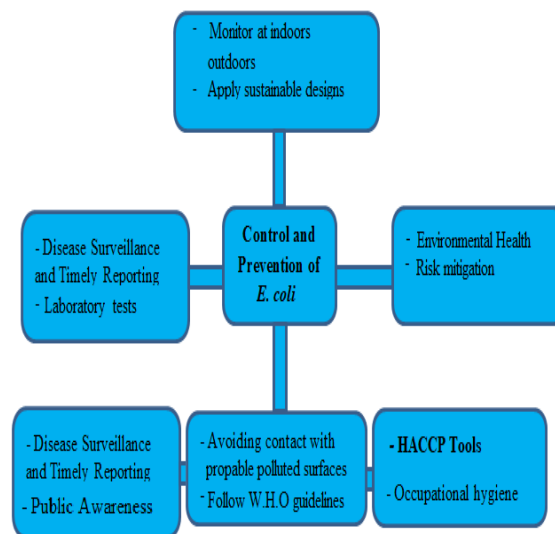 - Monitor at indoors
outdoors
- Apply sustainable designs
- Disease Surveillance
and Timely Reporting
- Laboratory tests
Control and
Prevention of
E. coli
- Environmental Health
- Risk mitigation
- Disease Surveillance
and Timely Reporting
- Public Awareness
- Avoiding contact with
propable polluted surfaces
- Follow W.H.O guidelines
- HACCP Tools
- Occupational hygiene